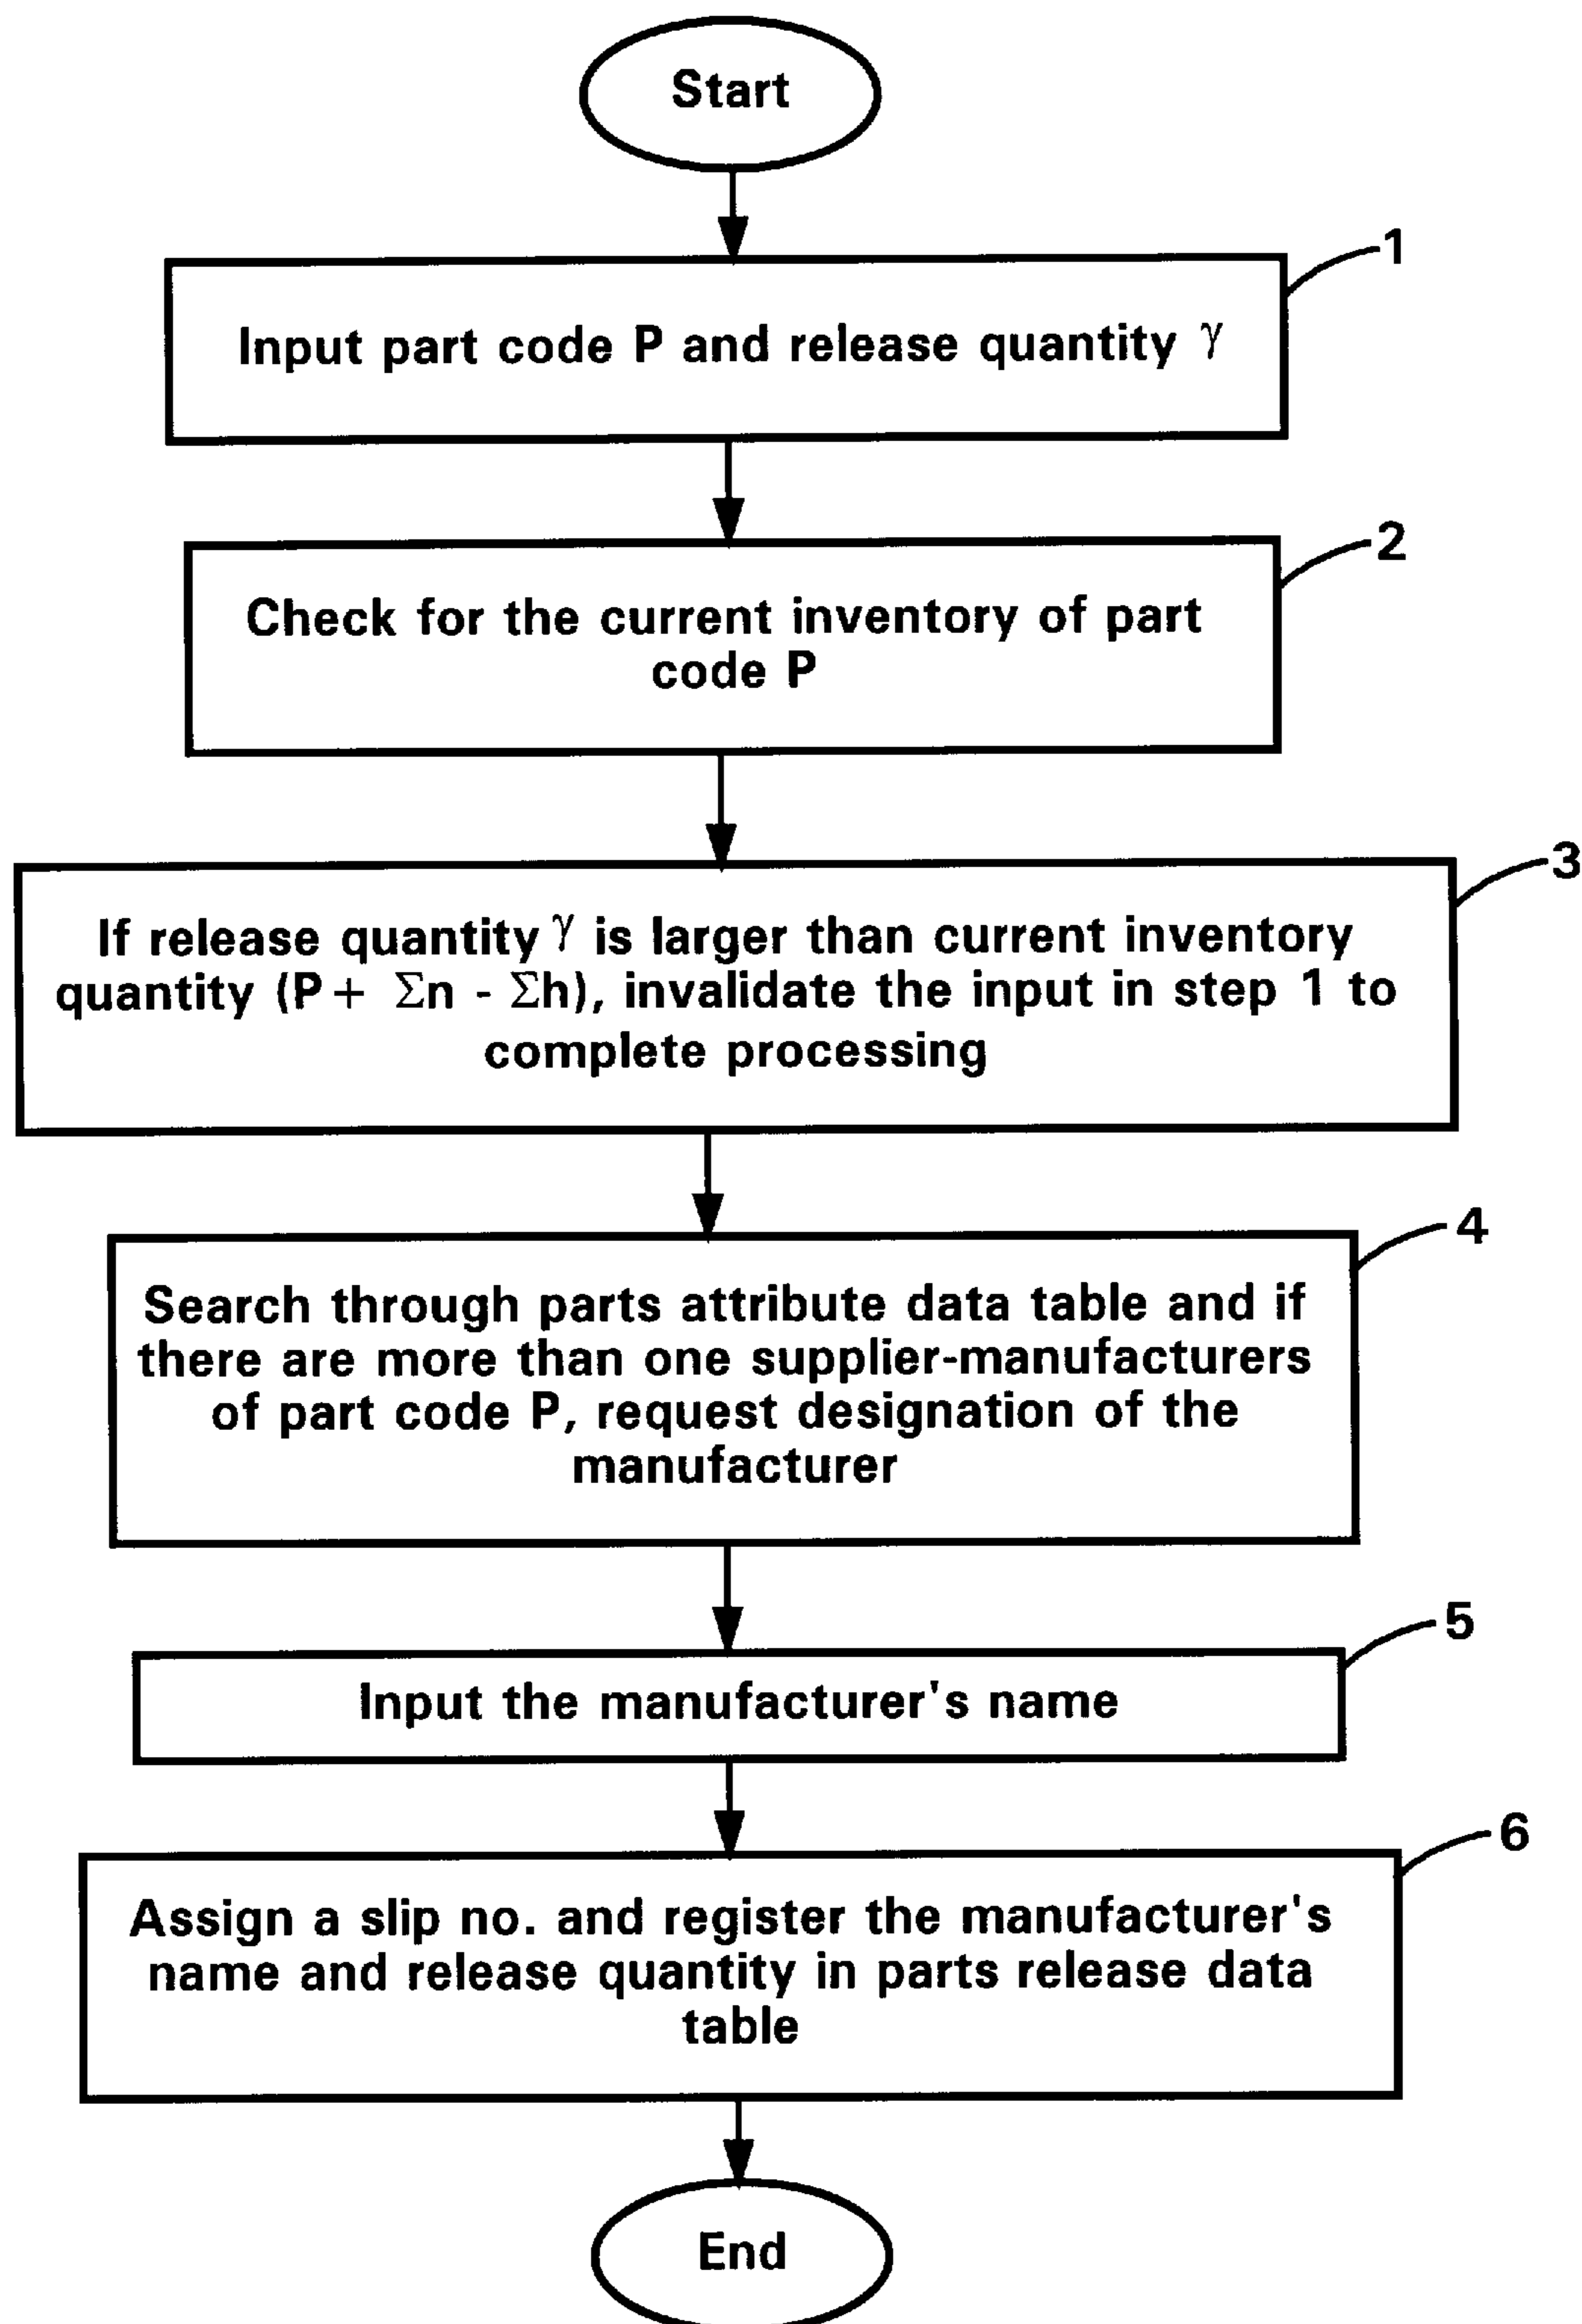 Start
1
Input part code P and release quantity γ
2
Check for the current inventory of part
code P
3
If release quantity γ is larger than current inventory
quantity (P+ Σn - Σh), invalidate the input in step 1 to
complete processing
4
Search through parts attribute data table and if
there are more than one supplier-manufacturers
of part code P, request designation of the
manufacturer
5
Input the manufacturer's name
6
Assign a slip no. and register the manufacturer's
name and release quantity in parts release data
table
End